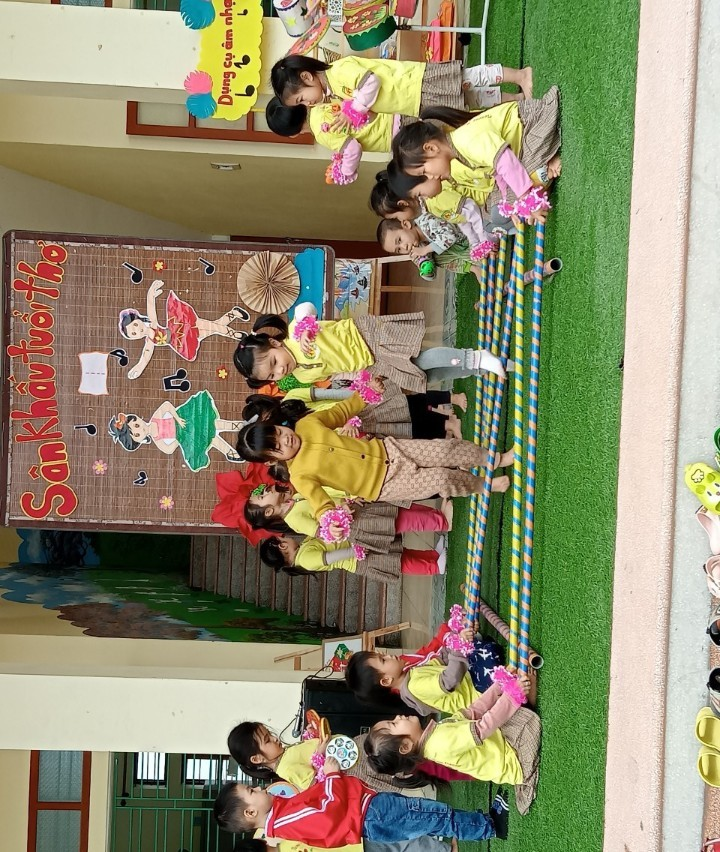 Sân khấu tuổi thơ
Dụng cụ âm nhạ